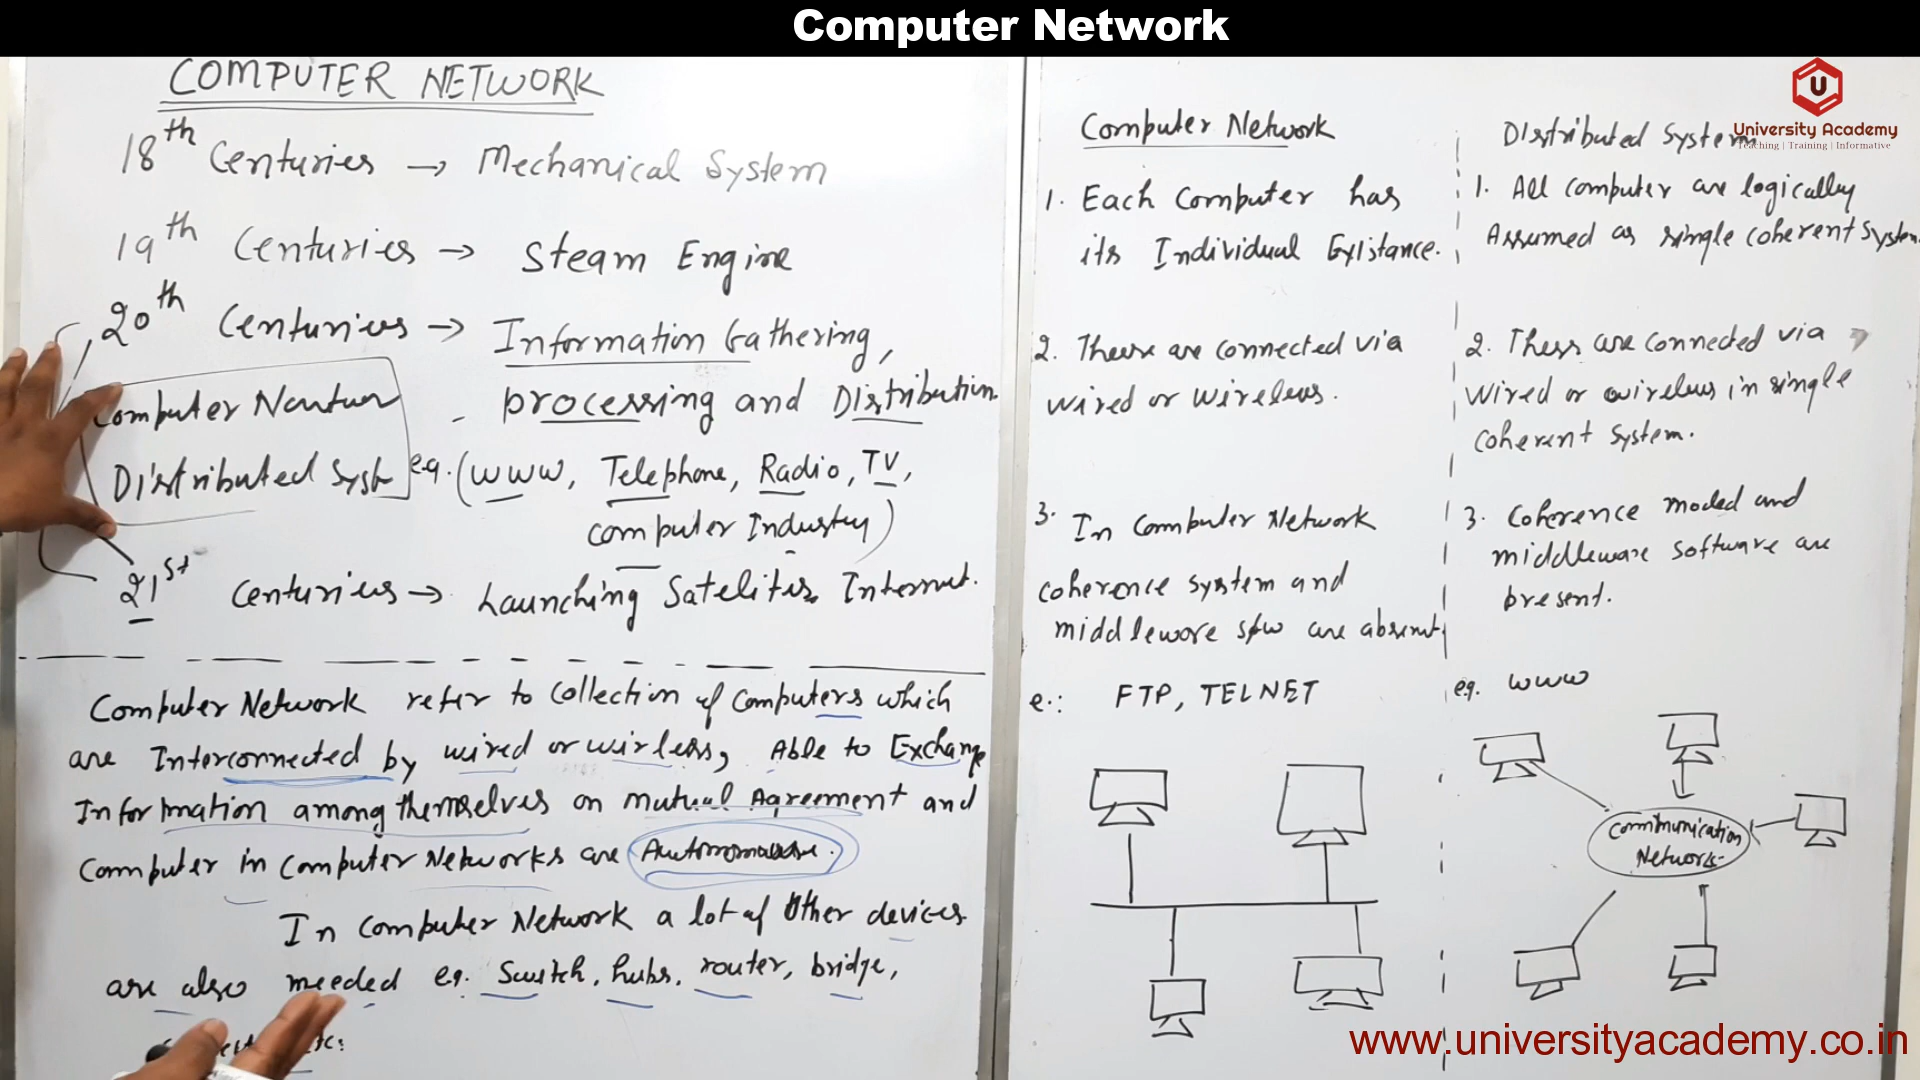 Computer Network
COMPUTER NETWORK
18th Centuries → Mechanical System
19th Centuries → Steam Engine
20th Centuries → Information Gathering,
processing and Distribution
Computer
Distributed Syst
e.g. (WWW, Telephone, Radio, TV,
computer Industry)
21st Centuries → Launching Satelites Internet.
Computer Network refer to Collection of Computers which
are Interconnected by wired or wirless, Able to Exchange
Information among themselves on mutual Agreement and
Computer in Computer Networks are
In Computer Network a lot of Other devices
are also needed eg. Switch, hubs, router, bridge,
etc:
Computer Network
1. Each Computer has
its Individual Existance.
2. These are connected via
wired or wireless.
3. In Computer Network
coherence system and
middleware s/w are absent
e.: FTP, TELNET
Distributed System
1. All computer are logically
Assumed as single coherent System
2. These are connected via
Wired or wireless in single
coherent system.
3. Coherence moded and
middleware software are
present.
eg. WWW
Communication
Network
U
University Academy
Teaching | Training | Informative
www.universityacademy.co.in